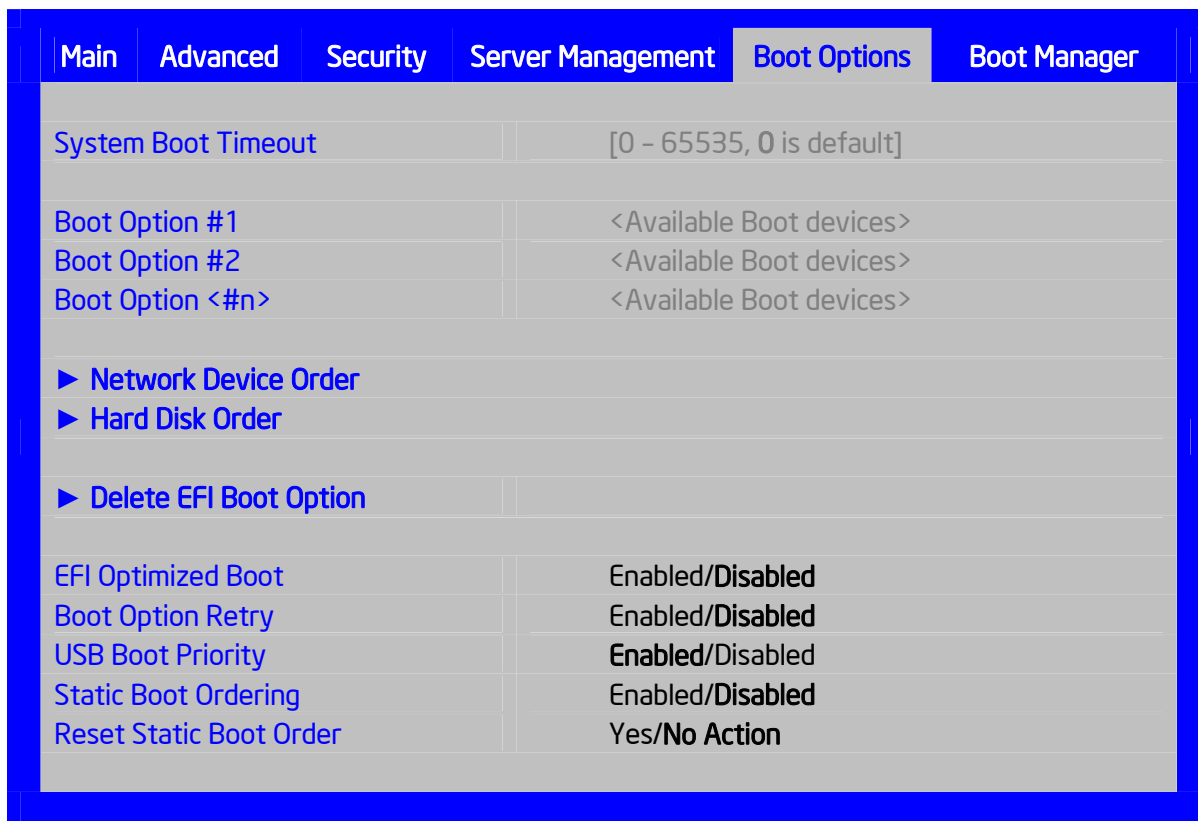 Main Advanced Security Server Management Boot Options Boot Manager
System Boot Timeout [0 – 65535, 0 is default]
Boot Option #1 <Available Boot devices>
Boot Option #2 <Available Boot devices>
Boot Option <#n> <Available Boot devices>
► Network Device Order
► Hard Disk Order
► Delete EFI Boot Option
EFI Optimized Boot Enabled/Disabled
Boot Option Retry Enabled/Disabled
USB Boot Priority Enabled/Disabled
Static Boot Ordering Enabled/Disabled
Reset Static Boot Order Yes/No Action